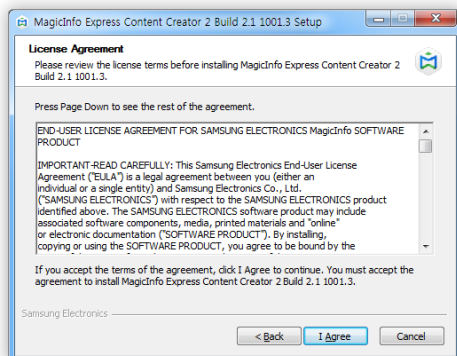 MagicInfo Express Content Creator 2 Build 2.1 1001.3 Setup
License Agreement
Please review the license terms before installing MagicInfo Express Content Creator 2
Build 2.1 1001.3.
Press Page Down to see the rest of the agreement.
END-USER LICENSE AGREEMENT FOR SAMSUNG ELECTRONICS MagicInfo SOFTWARE
PRODUCT
IMPORTANT-READ CAREFULLY: This Samsung Electronics End-User License
Agreement ("EULA") is a legal agreement between you (either an
individual or a single entity) and Samsung Electronics Co., Ltd.
("SAMSUNG ELECTRONICS") with respect to the SAMSUNG ELECTRONICS product
identified above. The SAMSUNG ELECTRONICS software product may include
associated software components, media, printed materials and "online"
or electronic documentation ("SOFTWARE PRODUCT"). By installing,
copying or using the SOFTWARE PRODUCT, you agree to be bound by the
If you accept the terms of the agreement, click I Agree to continue. You must accept the
agreement to install MagicInfo Express Content Creator 2 Build 2.1 1001.3.
Samsung Electronics
< Back
I Agree
Cancel